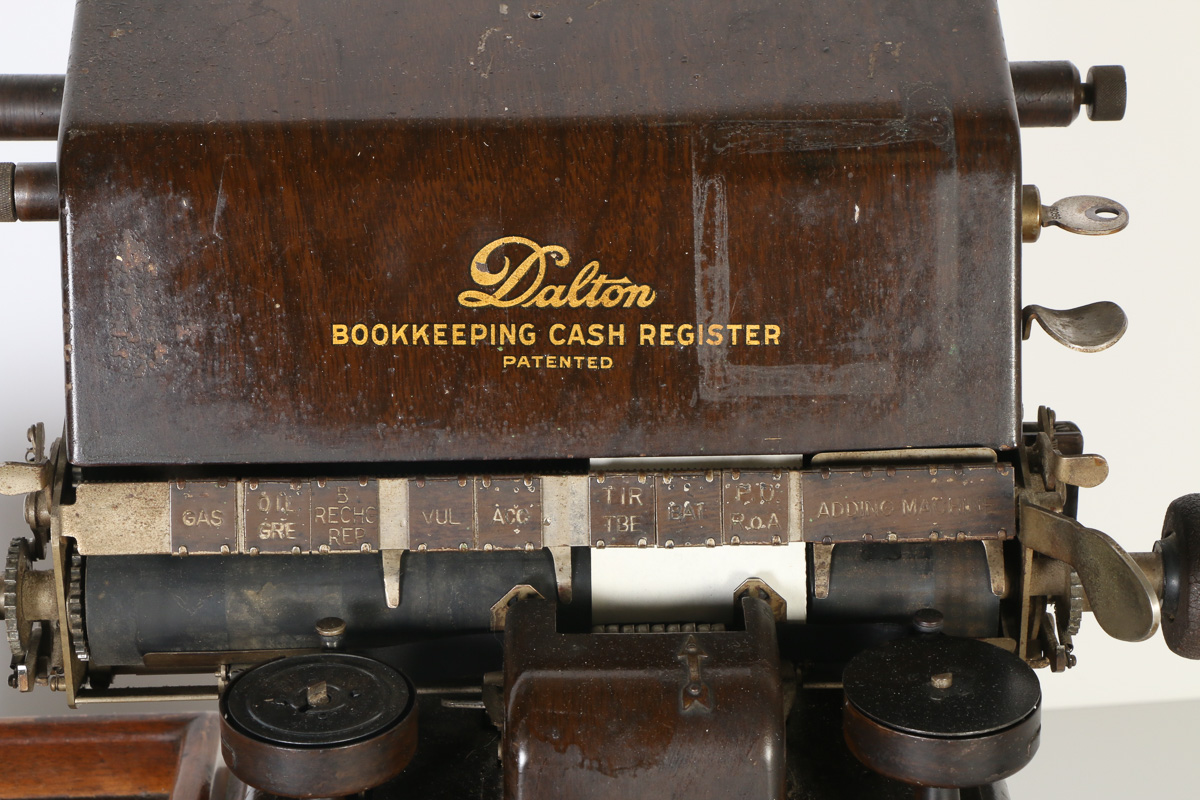 Dalton
BOOKKEEPING CASH REGISTER
PATENTED
GAS
OIL
GRE
B
RECHG
REP
VUL
ACC
TIR
TBE
BAT
P.D.
R.O.A
ADDING MACHINE